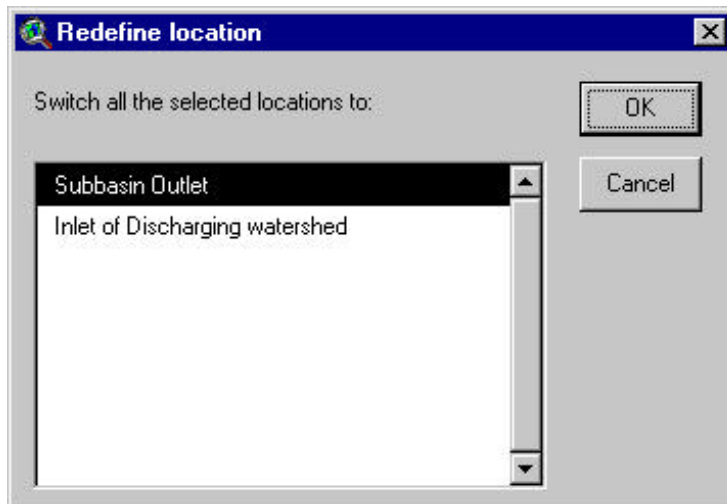 Redefine location
Switch all the selected locations to:
OK
Subbasin Outlet
Cancel
Inlet of Discharging watershed